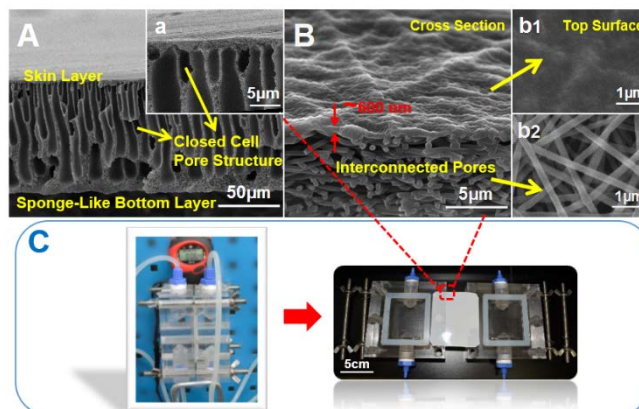 A
Skin Layer
a
5μm
Closed Cell
Pore Structure
50μm
Sponge-Like Bottom Layer
B
Cross Section
~600 nm
Interconnected Pores
5μm
b1
Top Surface
1μm
b2
1μm
C
5cm